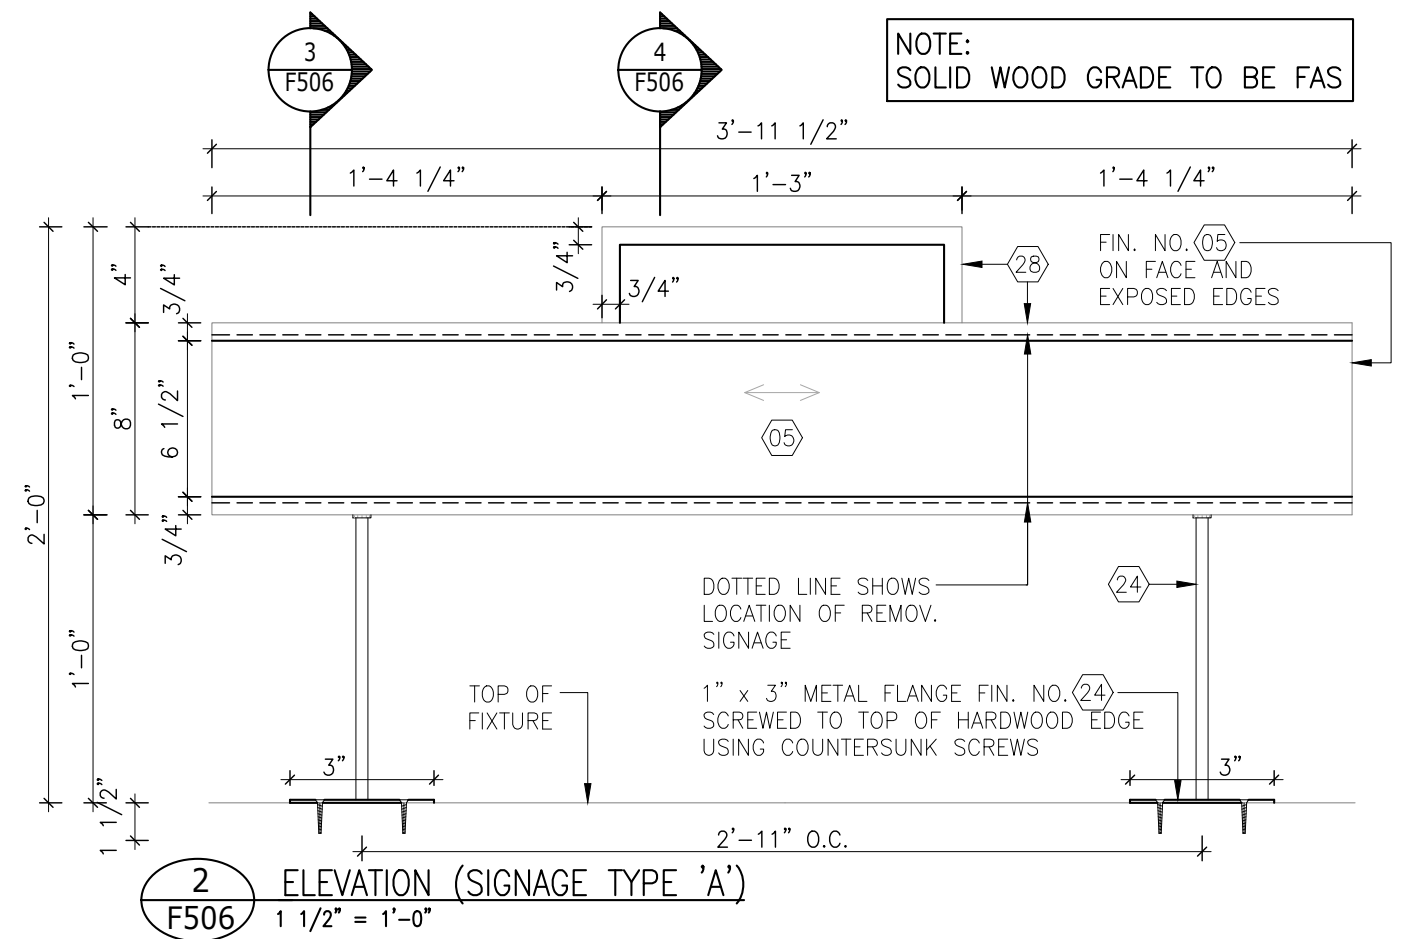 3
F506
4
F506
NOTE:
SOLID WOOD GRADE TO BE FAS
3'-11 1/2"
1'-4 1/4"
1'-3"
1'-4 1/4"
FIN. NO. 05
ON FACE AND
EXPOSED EDGES
28
3/4"
3/4"
4"
3/4"
1'-0"
8"
6 1/2"
3/4"
2'-0"
1'-0"
1 1/2"
05
DOTTED LINE SHOWS
LOCATION OF REMOV.
SIGNAGE
24
TOP OF
FIXTURE
1" x 3" METAL FLANGE FIN. NO. 24
SCREWED TO TOP OF HARDWOOD EDGE
USING COUNTERSUNK SCREWS
3"
3"
2'-11" O.C.
2
F506
ELEVATION (SIGNAGE TYPE 'A')
1 1/2" = 1'-0"